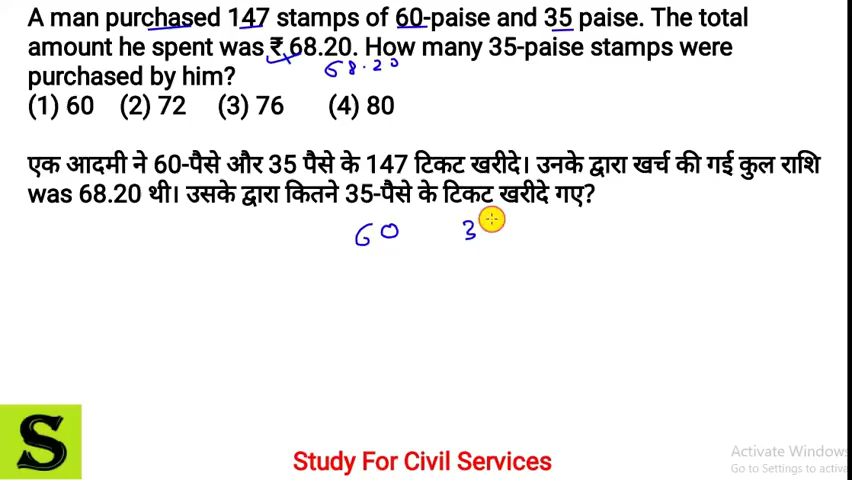 A man purchased 147 stamps of 60-paise and 35 paise. The total
amount he spent was ₹ 68.20. How many 35-paise stamps were
purchased by him?
68.20
(1) 60 (2) 72 (3) 76 (4) 80
एक आदमी ने 60-पैसे और 35 पैसे के 147 टिकट खरीदे। उनके द्वारा खर्च की गई कुल राशि
was 68.20 थी। उसके द्वारा कितने 35-पैसे के टिकट खरीदे गए?
60 3
S
Study For Civil Services
Activate Windows
Go to Settings to activa